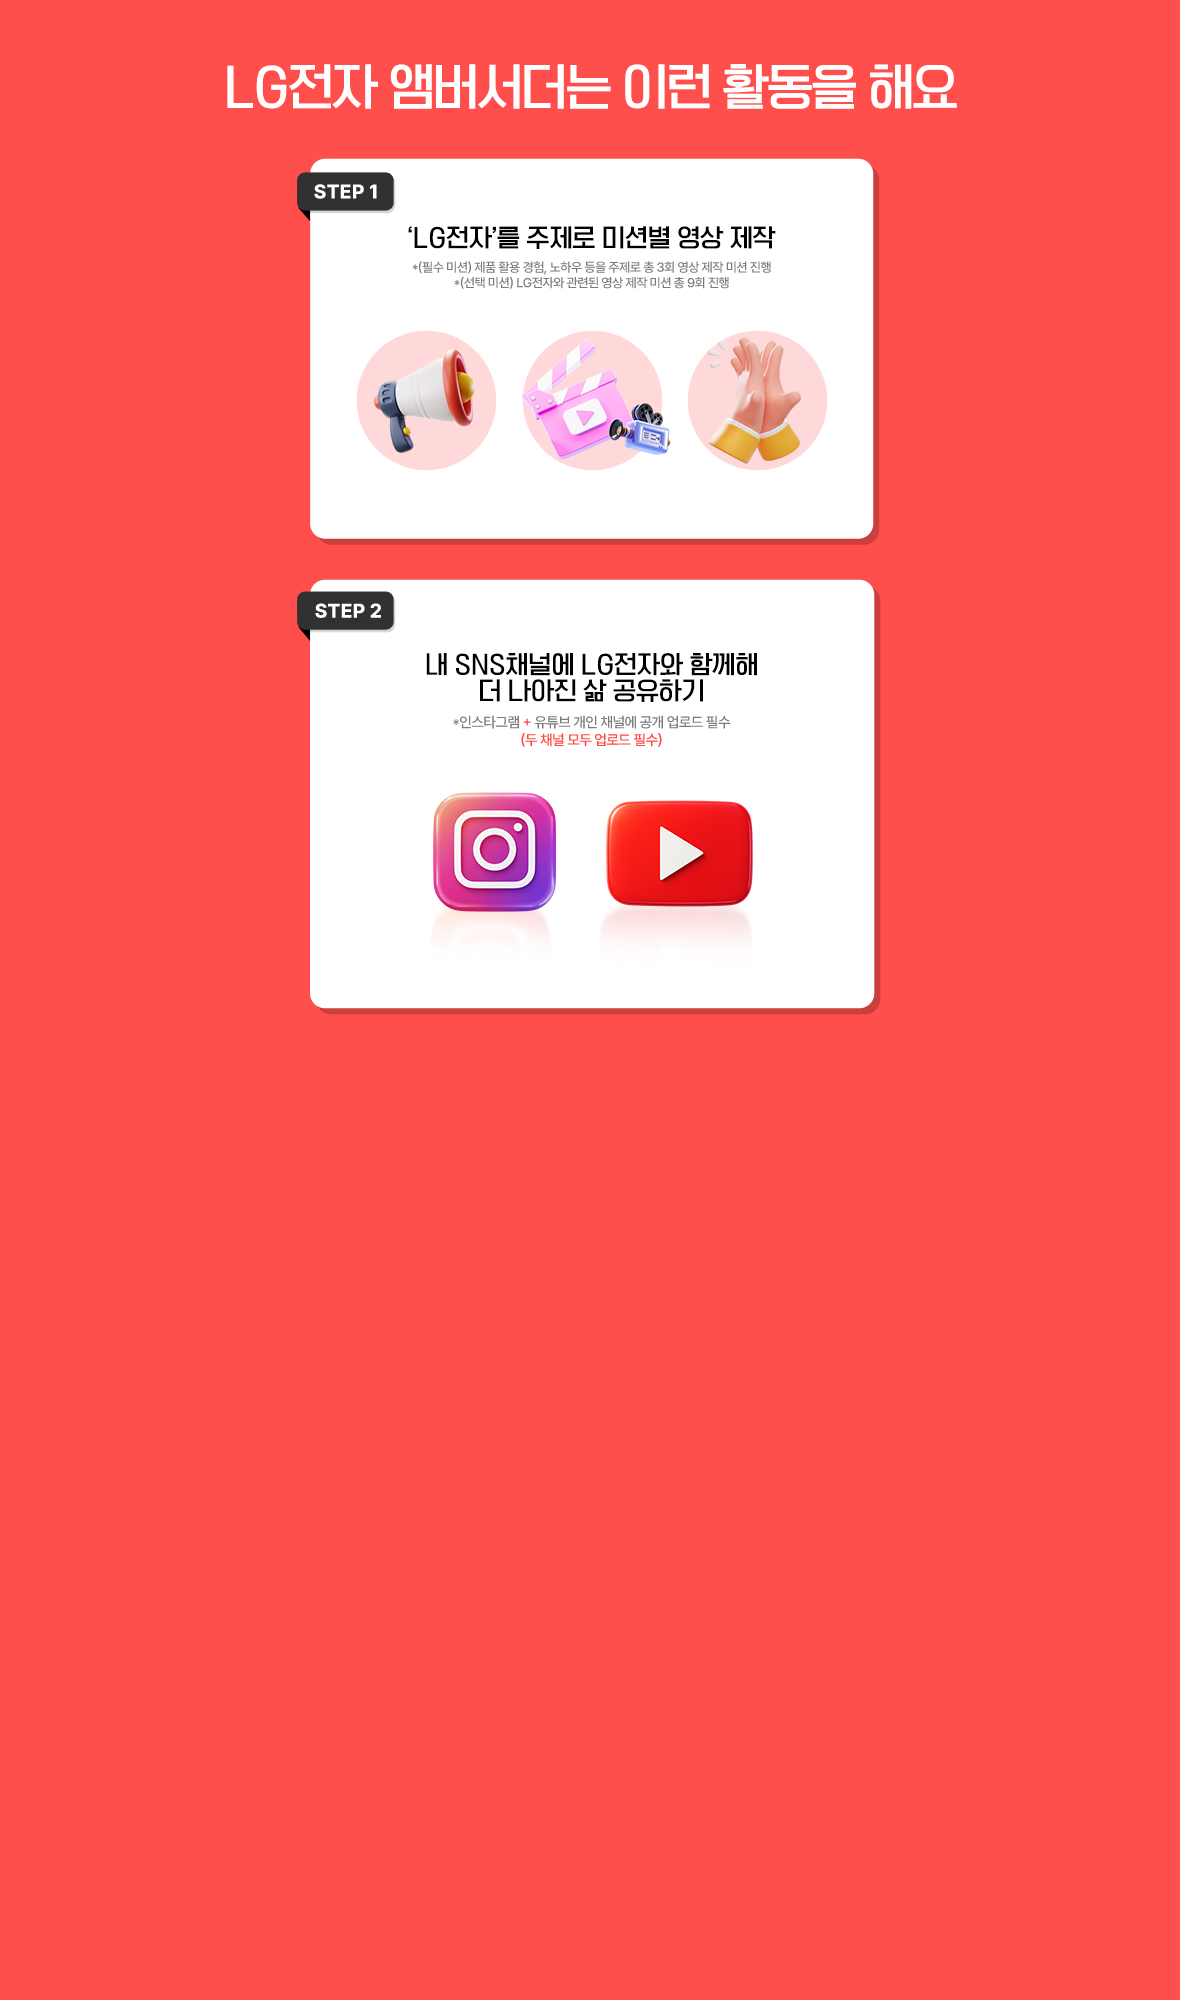 LG전자 앰버서더는 이런 활동을 해요
STEP 1
‘LG전자’를 주제로 미션별 영상 제작
*(필수 미션) 제품 활용 경험, 노하우 등을 주제로 총 3회 영상 제작 미션 진행
*(선택 미션) LG전자와 관련된 영상 제작 미션 총 9회 진행
STEP 2
내 SNS채널에 LG전자와 함께해
더 나아진 삶 공유하기
*인스타그램 + 유튜브 개인 채널에 공개 업로드 필수
(두 채널 모두 업로드 필수)